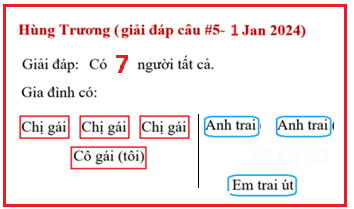 Hùng Trương (giải đáp câu #5- 1 Jan 2024)
Giải đáp: Có 7 người tất cả.
Gia đình có:
Chị gái Chị gái Chị gái Anh trai Anh trai
Cô gái (tôi)
Em trai út